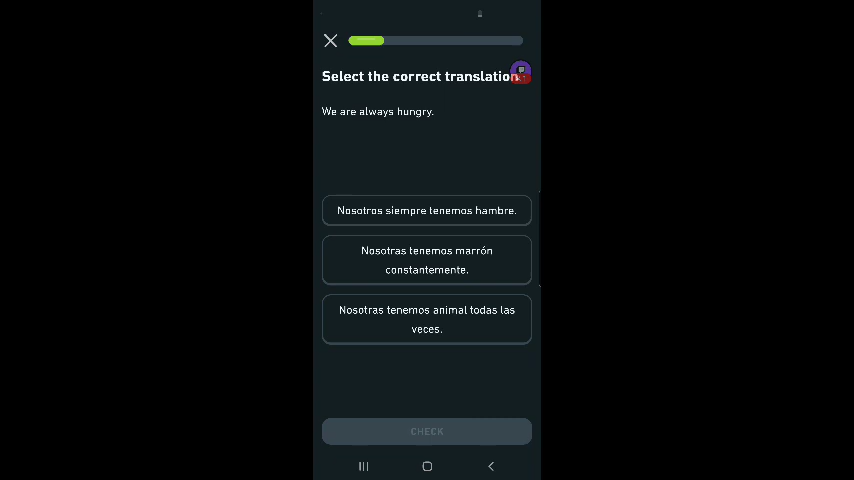 Select the correct translation
We are always hungry.
Nosotros siempre tenemos hambre.
Nosotras tenemos marrón
constantemente.
Nosotras tenemos animal todas las
veces.
CHECK